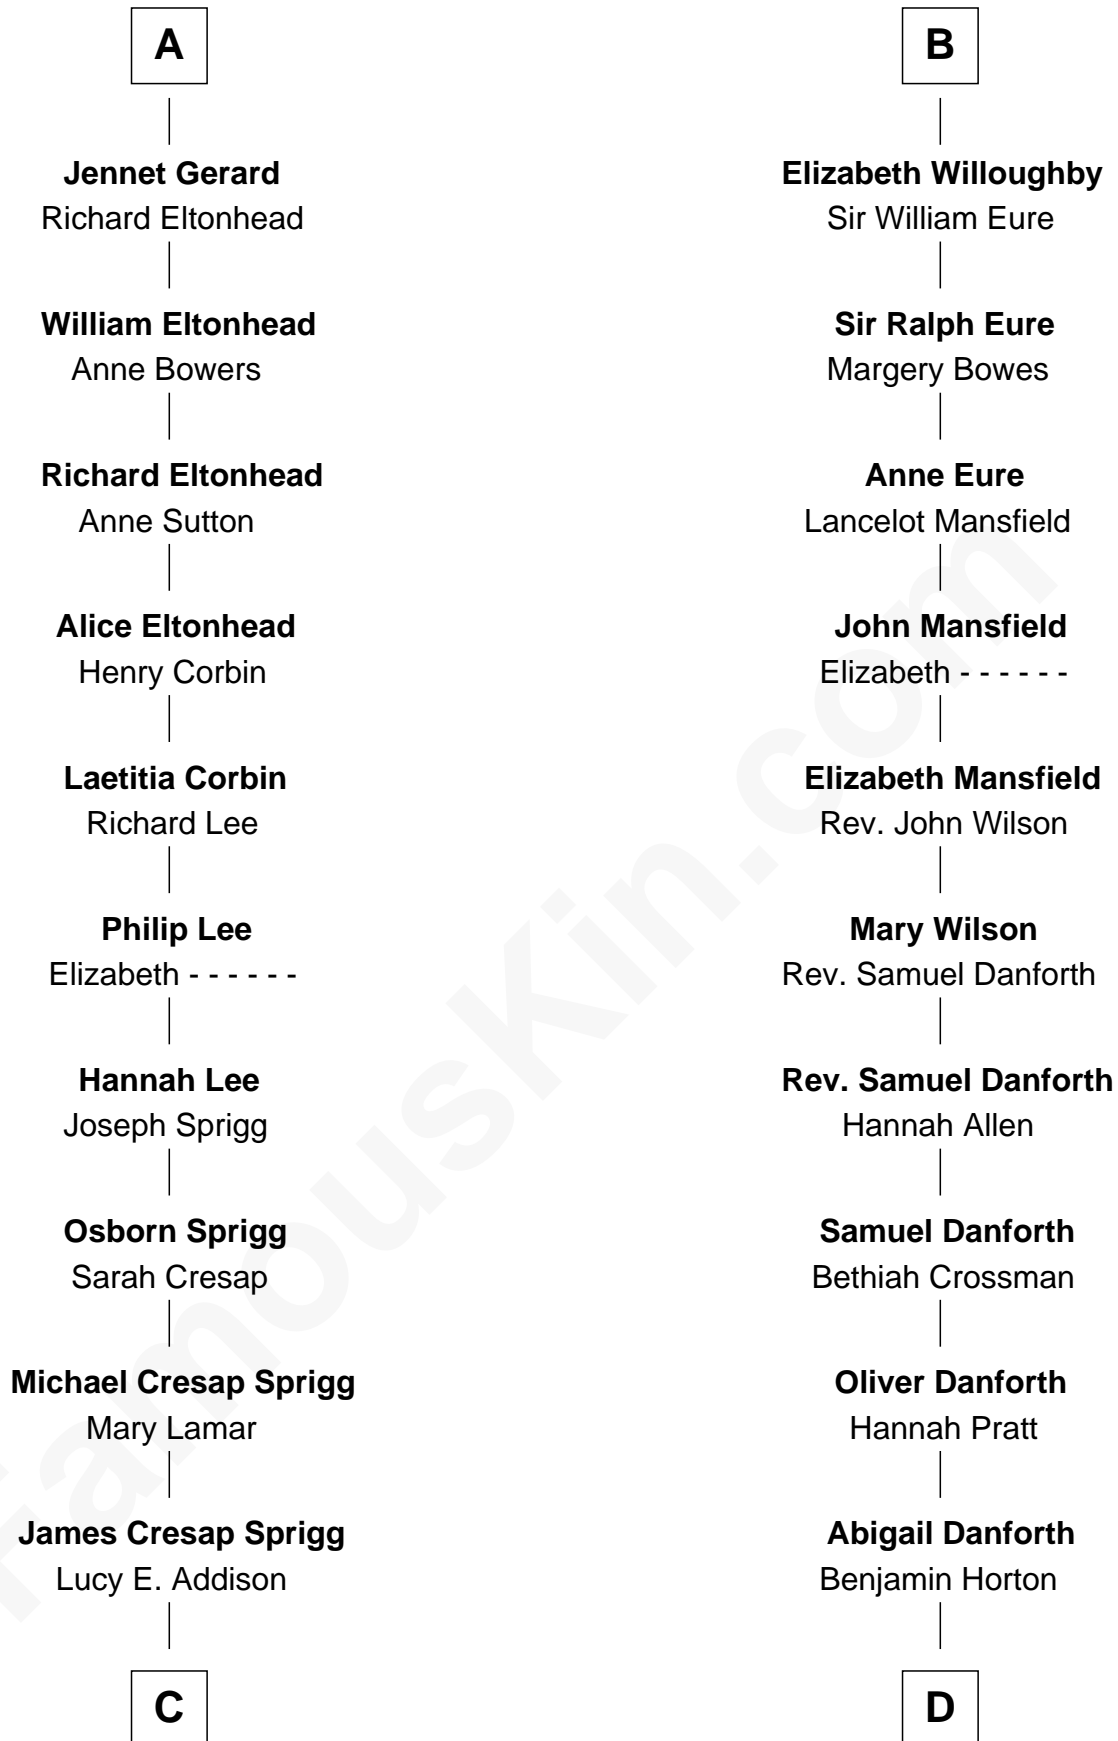 A
Jennet Gerard
Richard Eltonhead
William Eltonhead
Anne Bowers
Richard Eltonhead
Anne Sutton
Alice Eltonhead
Henry Corbin
Laetitia Corbin
Richard Lee
Philip Lee
Elizabeth - - - - - -
Hannah Lee
Joseph Sprigg
Osborn Sprigg
Sarah Cresap
Michael Cresap Sprigg
Mary Lamar
James Cresap Sprigg
Lucy E. Addison
C
B
Elizabeth Willoughby
Sir William Eure
Sir Ralph Eure
Margery Bowes
Anne Eure
Lancelot Mansfield
John Mansfield
Elizabeth - - - - - -
Elizabeth Mansfield
Rev. John Wilson
Mary Wilson
Rev. Samuel Danforth
Rev. Samuel Danforth
Hannah Allen
Samuel Danforth
Bethiah Crossman
Oliver Danforth
Hannah Pratt
Abigail Danforth
Benjamin Horton
D
FamousKin.com